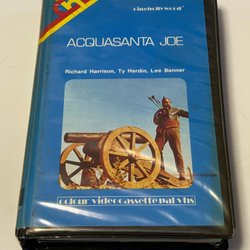 cinehollywood
ACQUASANTA JOE
Richard Harrison, Ty Hardin, Lee Banner
colour videocassette pal vhs